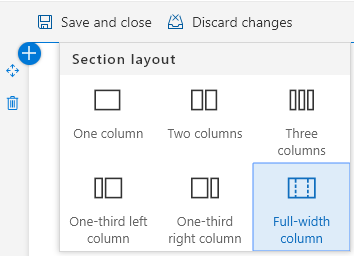 Save and close Discard changes
Section layout
One column Two columns Three
columns
One-third left One-third Full-width
column right column column